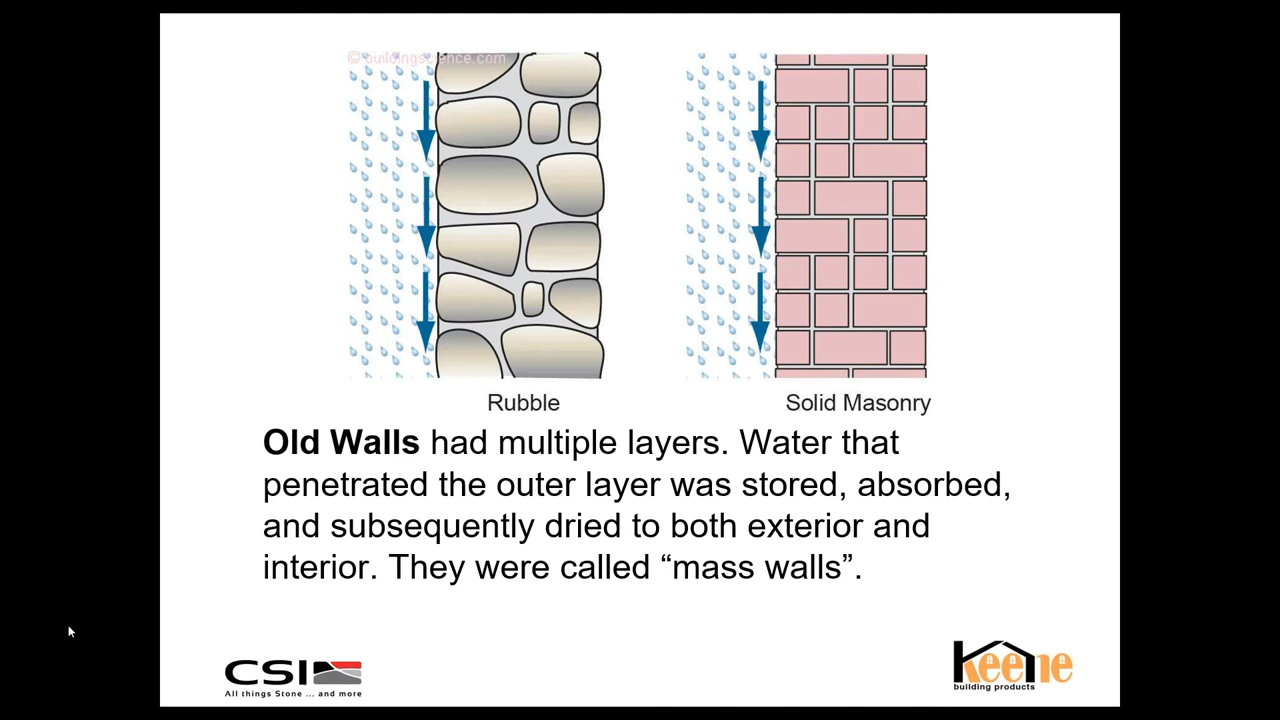 © buildingscience.com
Rubble
Solid Masonry
Old Walls had multiple layers. Water that
penetrated the outer layer was stored, absorbed,
and subsequently dried to both exterior and
interior. They were called “mass walls”.
CSI
All things Stone ... and more
keene
building products